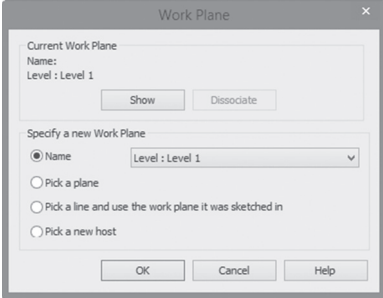 Work Plane
Current Work Plane
Name:
Level : Level 1
Show Dissociate
Specify a new Work Plane
Name Level : Level 1
Pick a plane
Pick a line and use the work plane it was sketched in
Pick a new host
OK Cancel Help